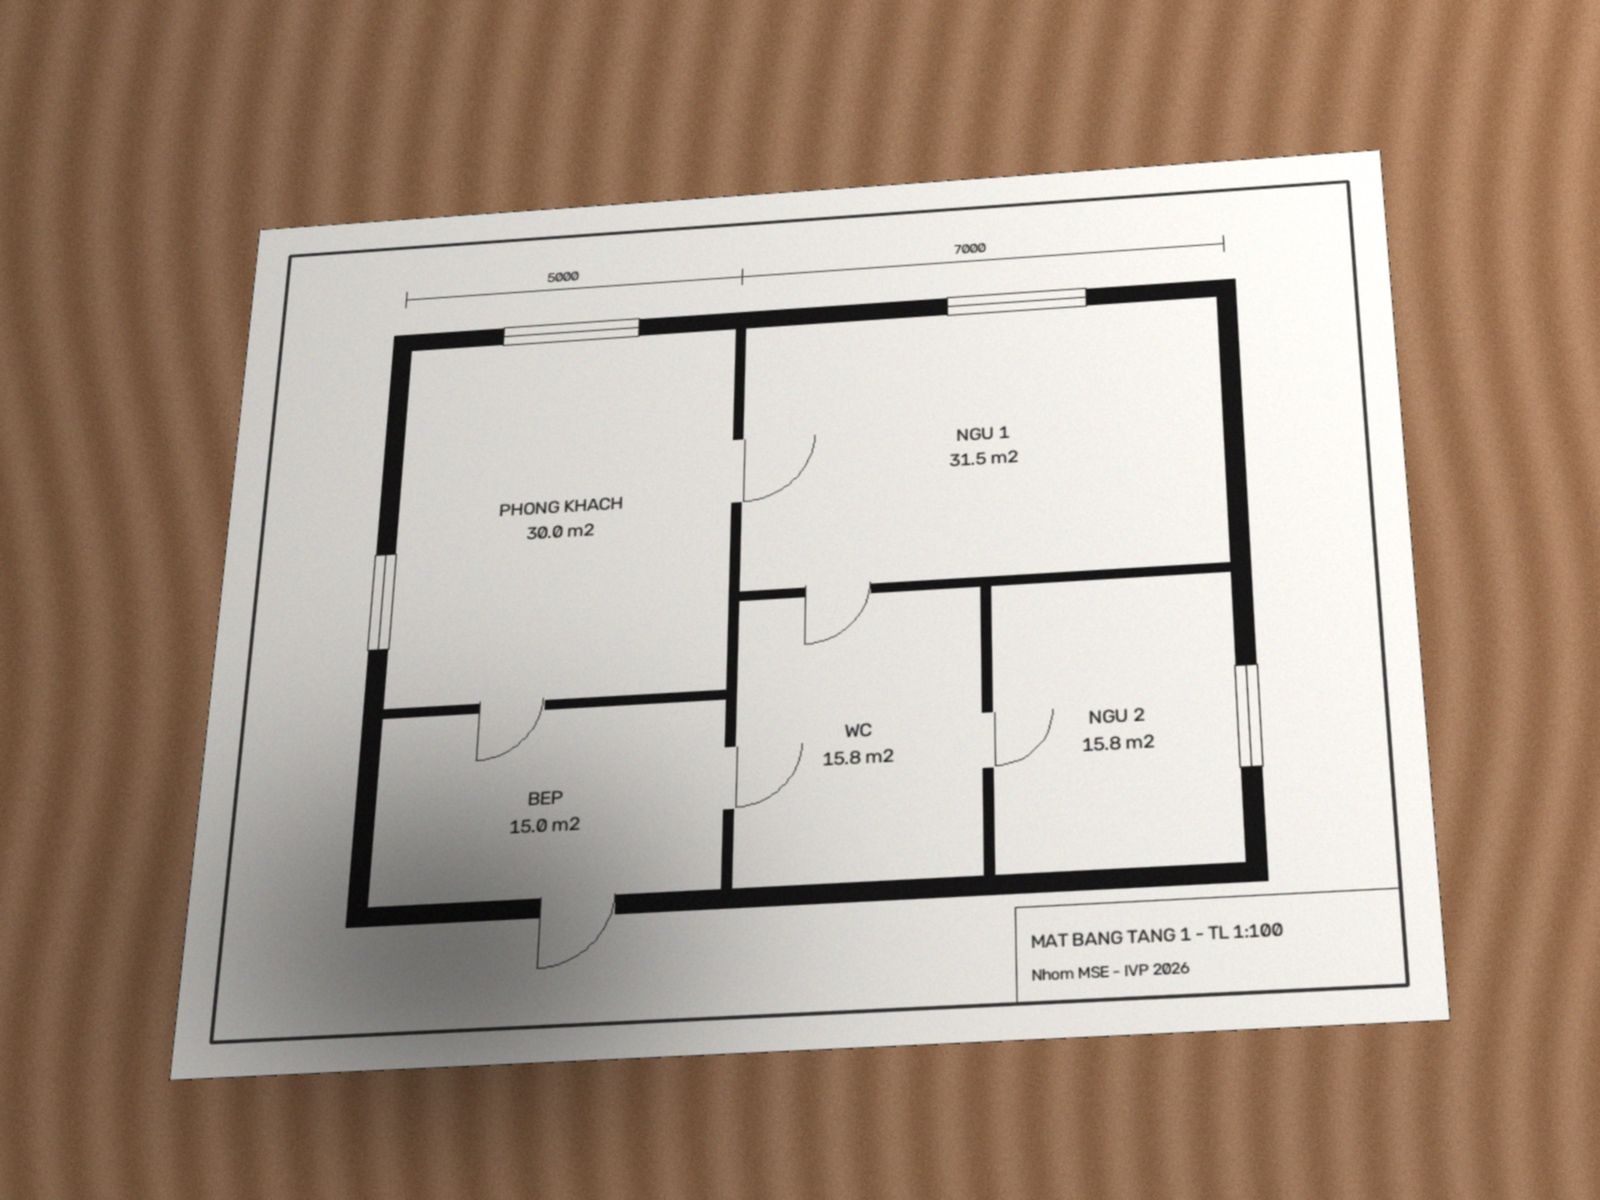 5000
7000
NGU 1
31.5 m2
PHONG KHACH
30.0 m2
WC
15.8 m2
NGU 2
15.8 m2
BEP
15.0 m2
MAT BANG TANG 1 - TL 1:100
Nhom MSE - IVP 2026